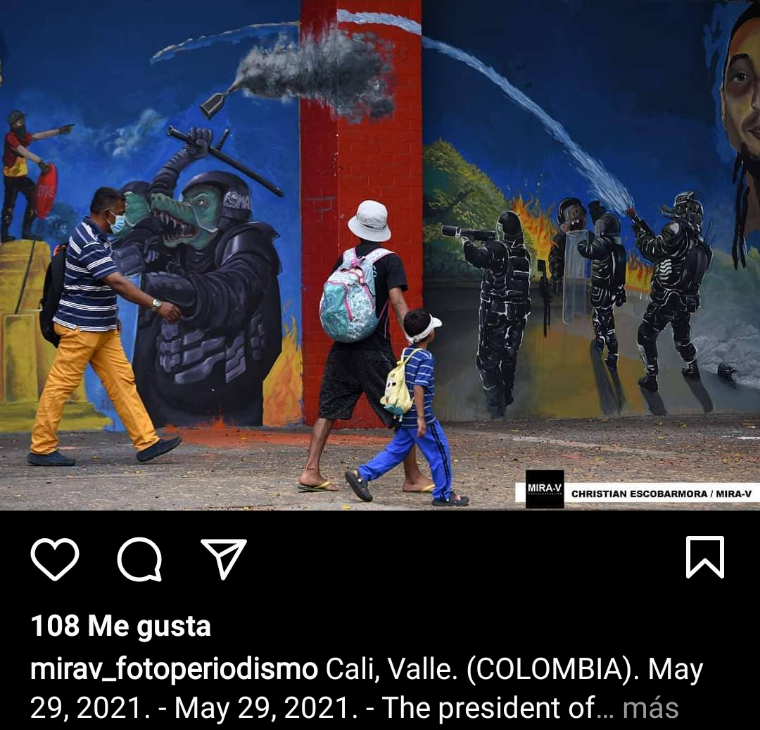 MIRA-V
CHRISTIAN ESCOBARMORA / MIRA-V
108 Me gusta
mirav_fotoperiodismo Cali, Valle. (COLOMBIA). May
29, 2021. - May 29, 2021. - The president of... más